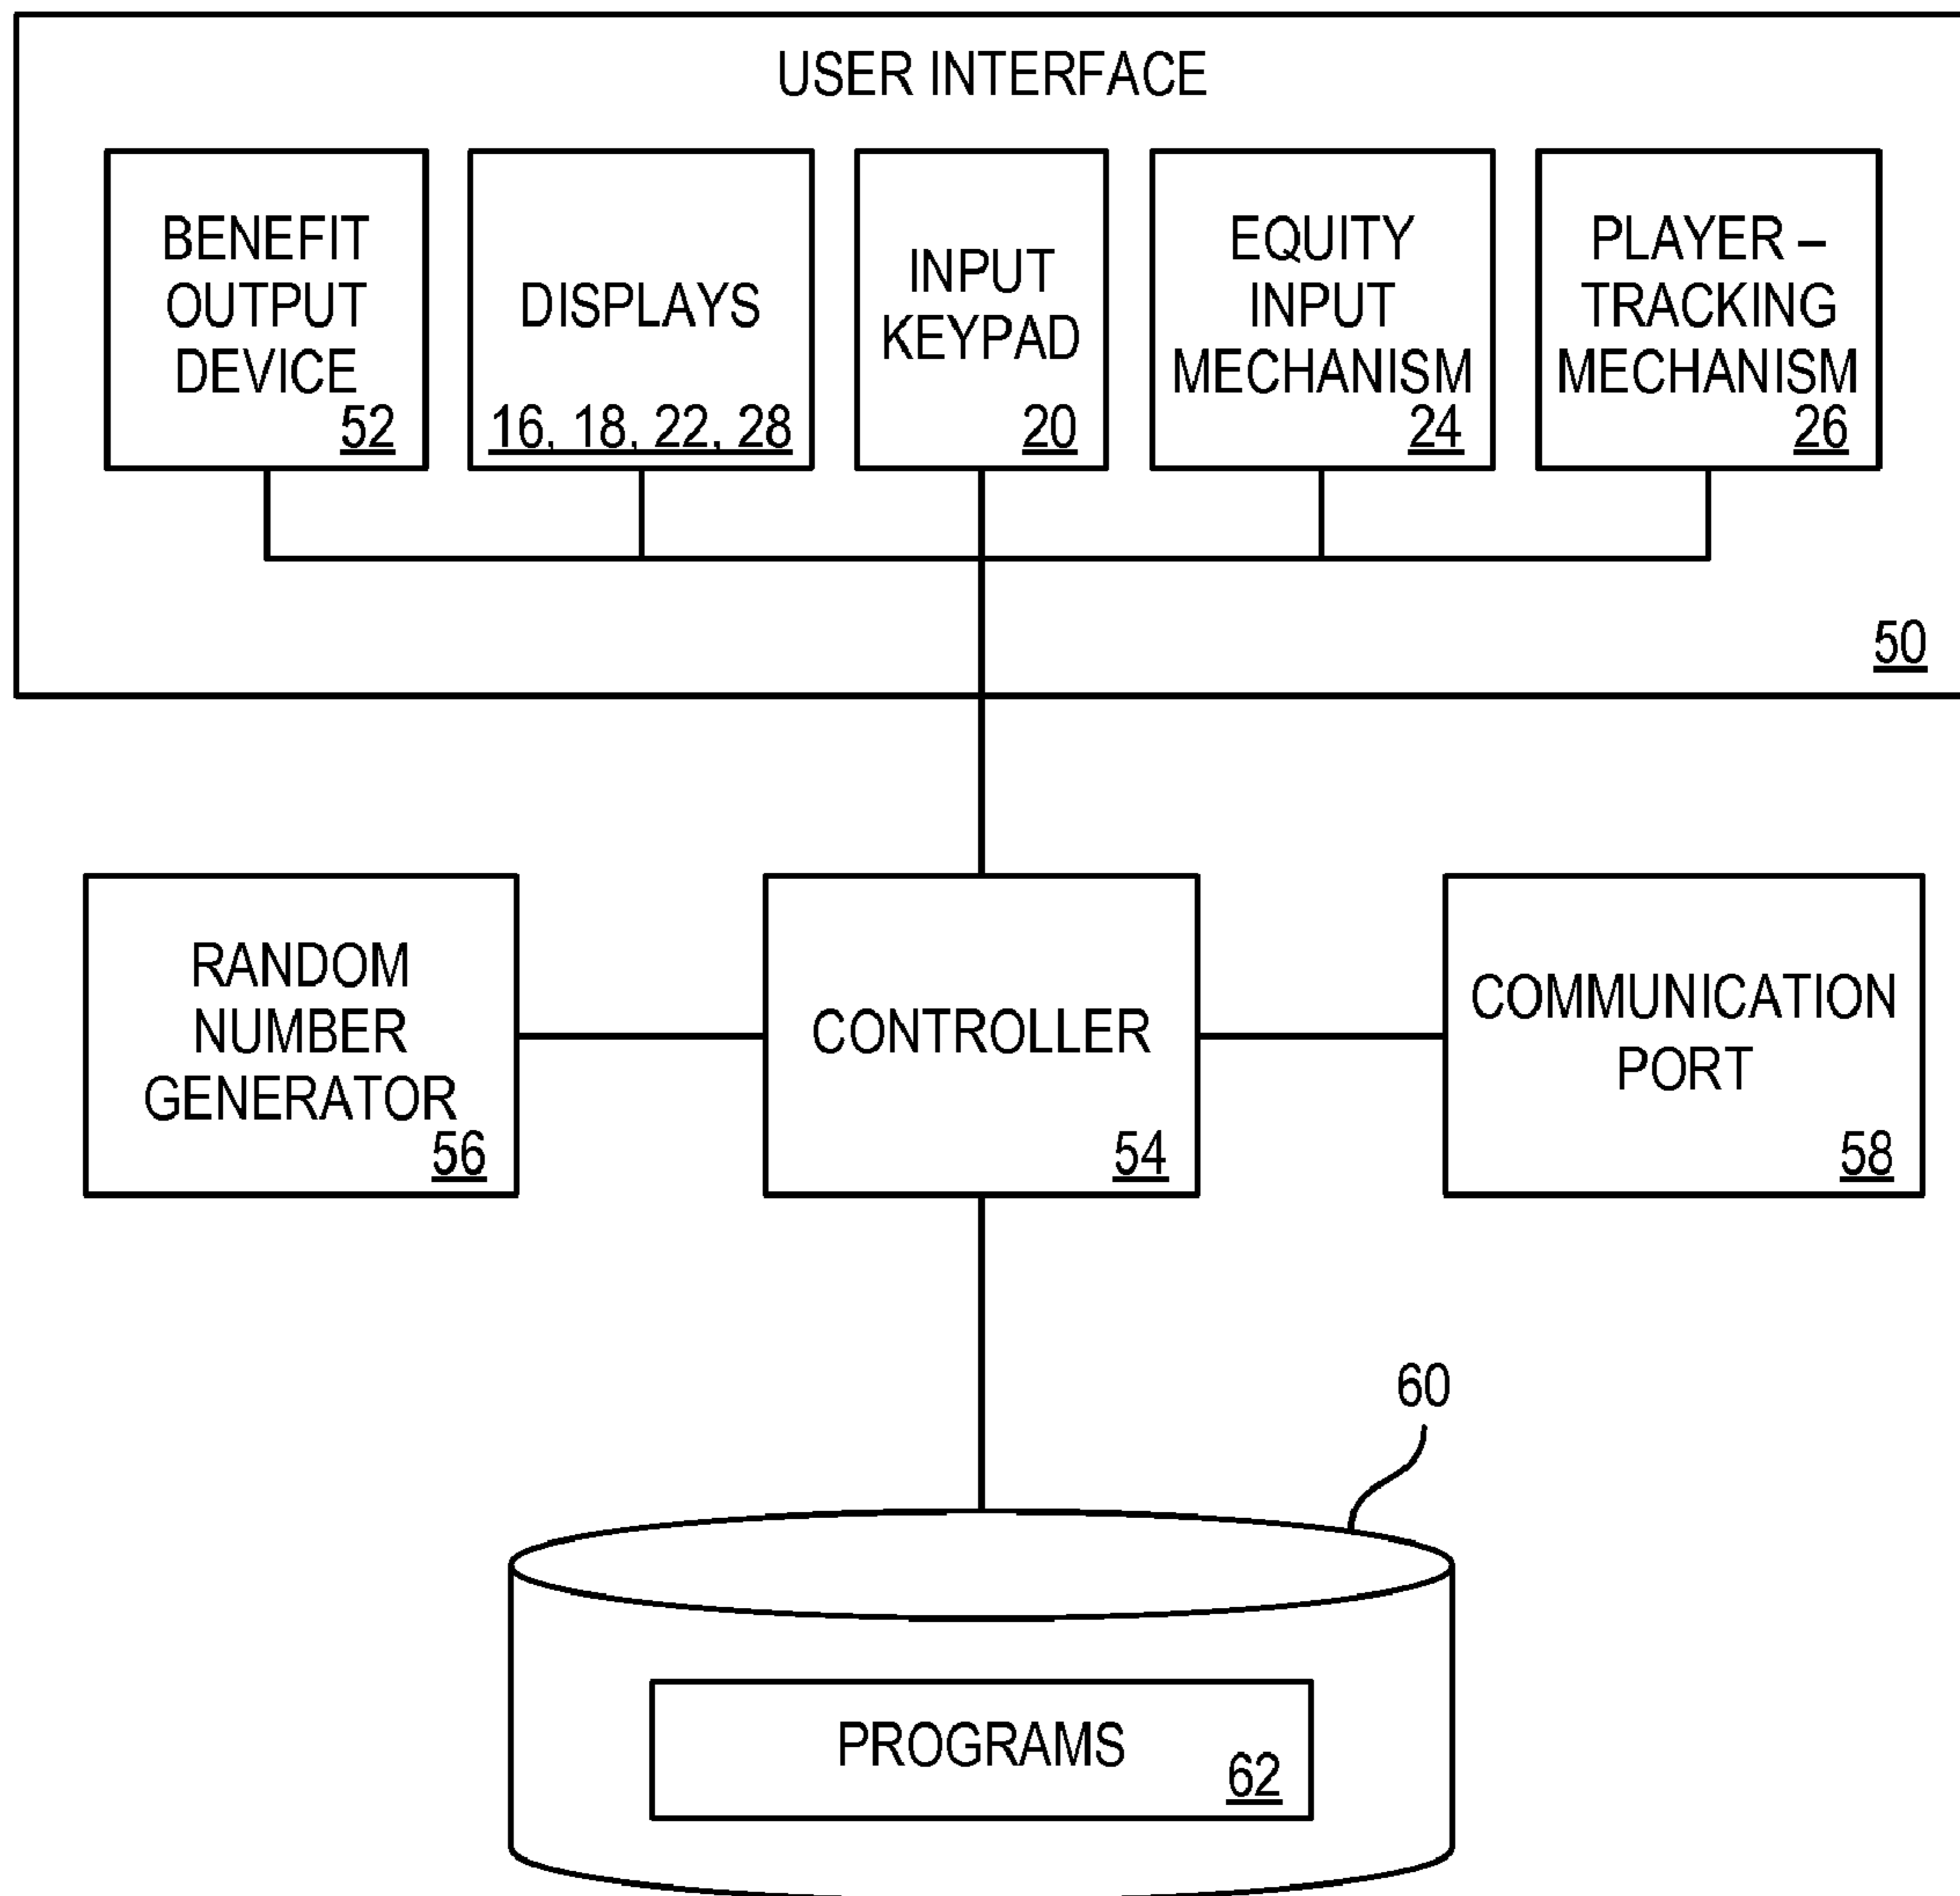 USER INTERFACE
BENEFIT
OUTPUT
DEVICE
52
DISPLAYS
16, 18, 22, 28
INPUT
KEYPAD
20
EQUITY
INPUT
MECHANISM
24
PLAYER –
TRACKING
MECHANISM
26
50
RANDOM
NUMBER
GENERATOR
56
CONTROLLER
54
COMMUNICATION
PORT
58
60
PROGRAMS
62